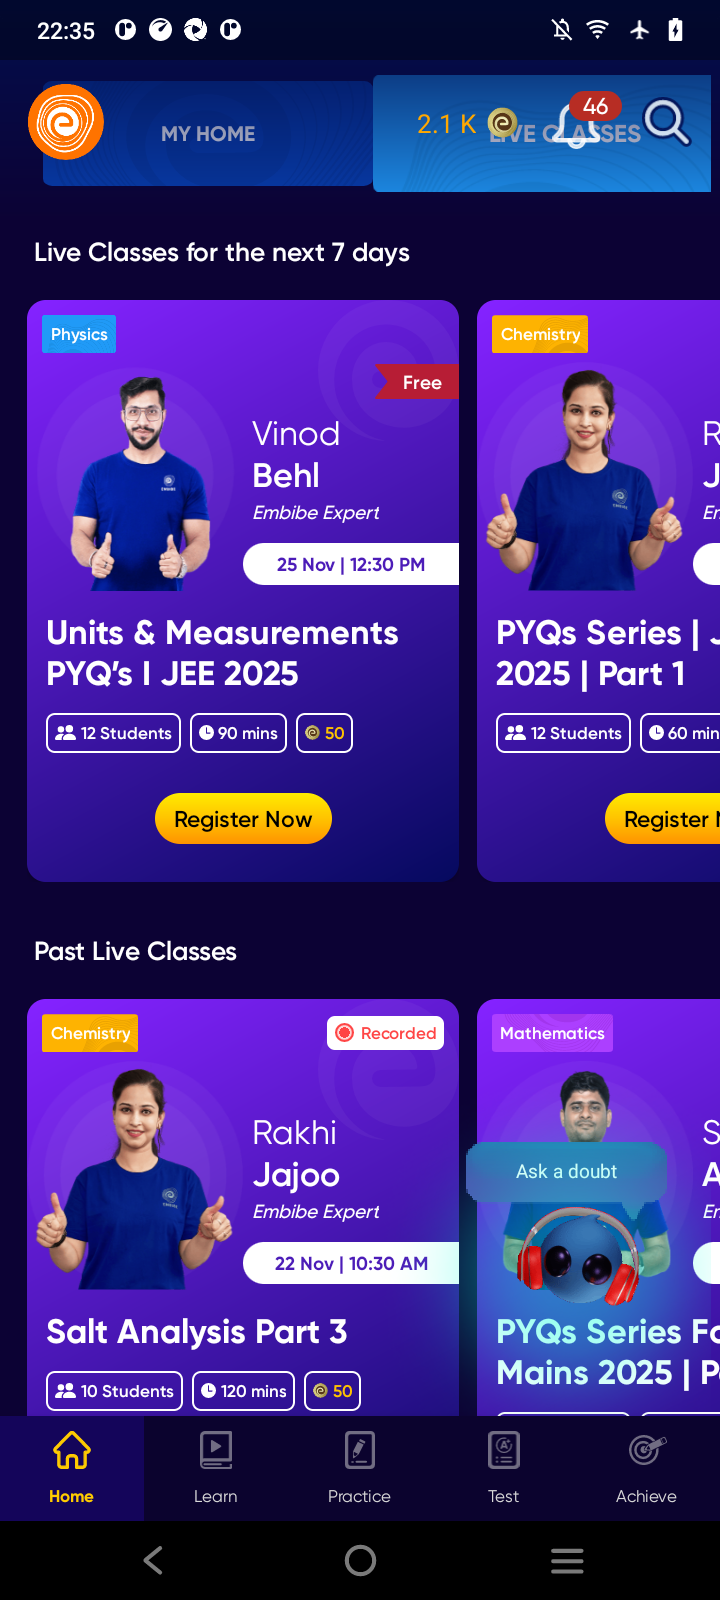 22:35
MY HOME
2.1 K
46
LIVE CLASSES
Live Classes for the next 7 days
Physics
Free
Vinod
Behl
Embibe Expert
25 Nov | 12:30 PM
Units & Measurements
PYQ's I JEE 2025
12 Students
90 mins
50
Register Now
Chemistry
R
J
Em
PYQs Series | J
2025 | Part 1
12 Students
60 min
Register N
Past Live Classes
Chemistry
Recorded
Rakhi
Jajoo
Embibe Expert
22 Nov | 10:30 AM
Salt Analysis Part 3
10 Students
120 mins
50
Mathematics
S
A
Em
Ask a doubt
PYQs Series Fo
Mains 2025 | P
Home
Learn
Practice
Test
Achieve